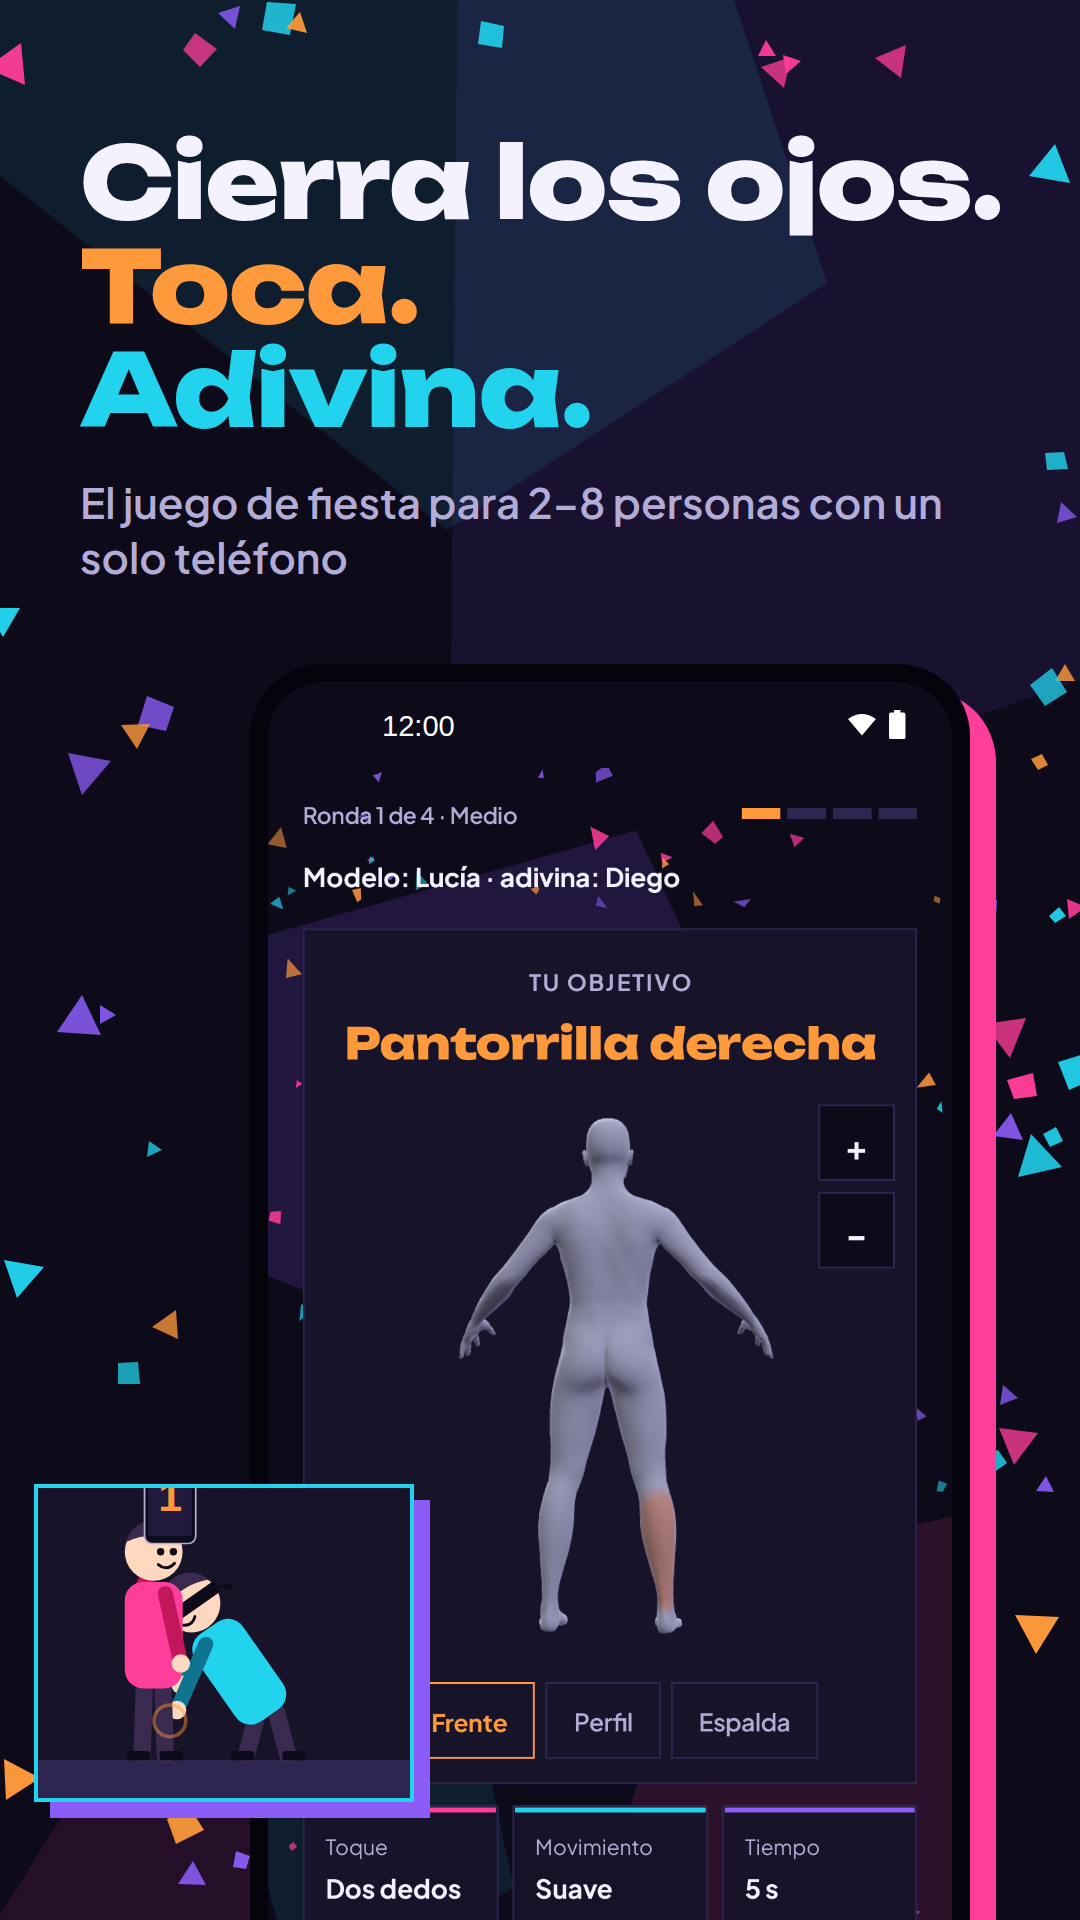 Cierra los ojos.
Toca.
Adivina.
El juego de fiesta para 2–8 personas con un
solo teléfono
12:00
Ronda 1 de 4 · Medio
Modelo: Lucía · adivina: Diego
TU OBJETIVO
Pantorrilla derecha
+
−
1
Frente
Perfil
Espalda
Toque
Movimiento
Tiempo
Dos dedos
Suave
5 s